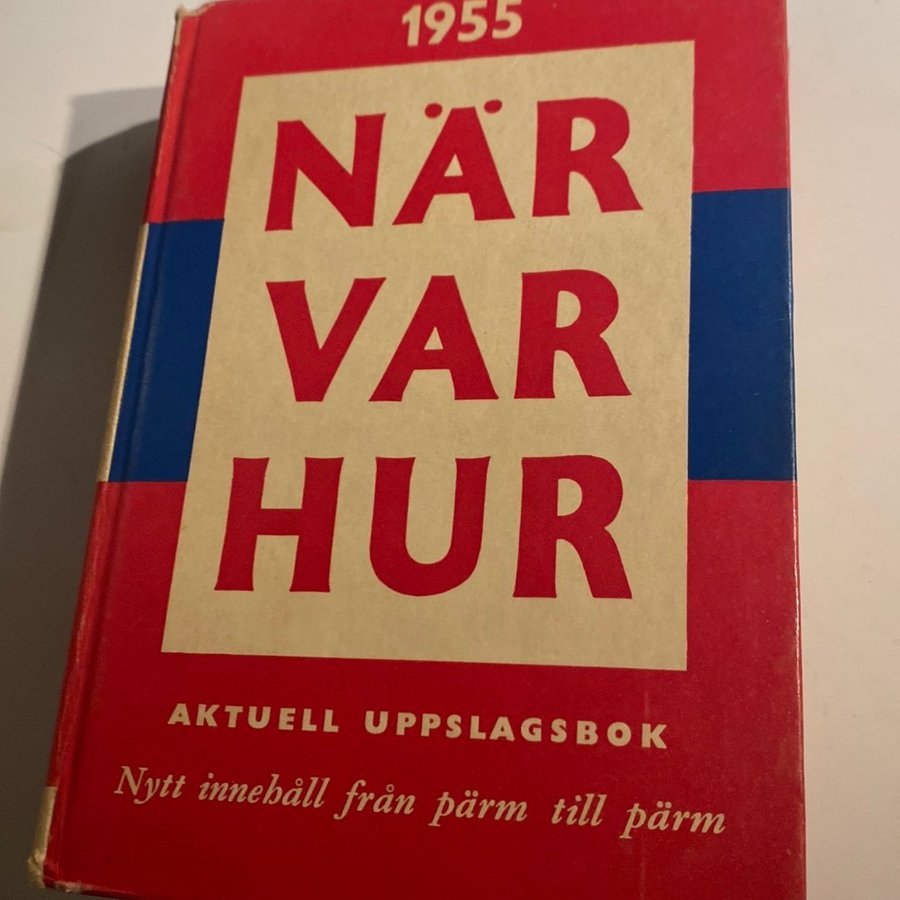 1955
NÄR
VAR
HUR
AKTUELL UPPSLAGSBOK
Nytt innehåll från pärm till pärm